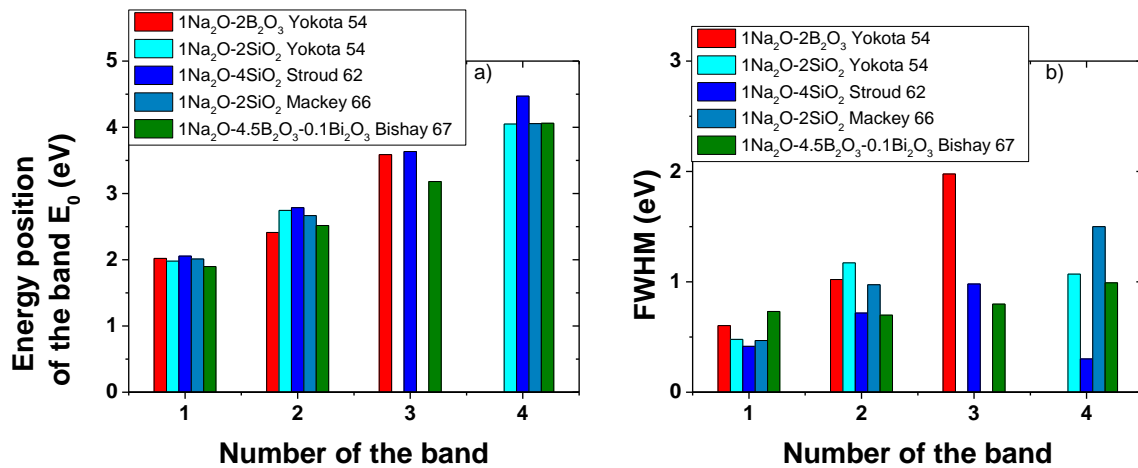 1Na₂O-2B₂O₃ Yokota 54
1Na₂O-2SiO₂ Yokota 54
1Na₂O-4SiO₂ Stroud 62
1Na₂O-2SiO₂ Mackey 66
1Na₂O-4.5B₂O₃-0.1Bi₂O₃ Bishay 67
a)
5
4
3
2
1
0
Energy position
of the band E₀ (eV)
1 2 3 4
Number of the band
1Na₂O-2B₂O₃ Yokota 54
1Na₂O-2SiO₂ Yokota 54
1Na₂O-4SiO₂ Stroud 62
1Na₂O-2SiO₂ Mackey 66
1Na₂O-4.5B₂O₃-0.1Bi₂O₃ Bishay 67
b)
3
2
1
0
FWHM (eV)
1 2 3 4
Number of the band